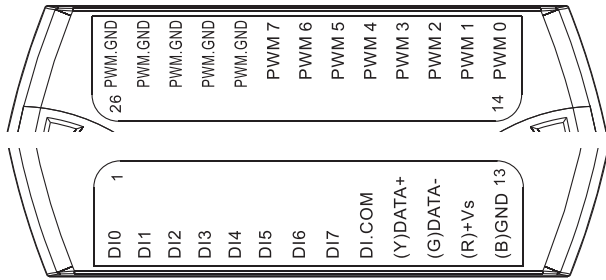 26 PWM.GND
PWM.GND
PWM.GND
PWM.GND
PWM.GND
PWM 7
PWM 6
PWM 5
PWM 4
PWM 3
PWM 2
PWM 1
14 PWM 0
DI0 1
DI1
DI2
DI3
DI4
DI5
DI6
DI7
DI.COM
(Y)DATA+
(G)DATA-
(R)+Vs
(B)GND 13